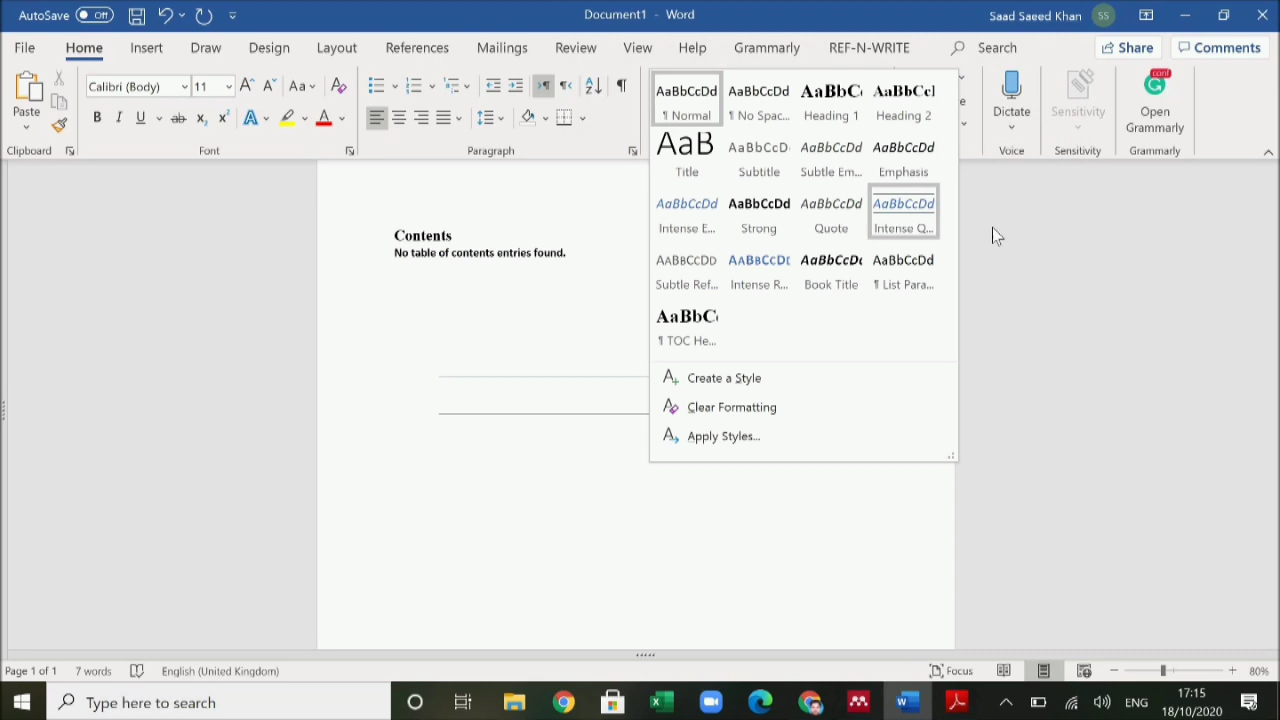 AutoSave Off
Document1 - Word
Saad Saeed Khan SS
File Home Insert Draw Design Layout References Mailings Review View Help Grammarly REF-N-WRITE Search Share Comments
Paste
Clipboard
Calibri (Body) 11
Aa
B I U ab x₂ x² A A
Font
Paragraph
AaBbCcDd AaBbCcDd AaBbC AaBbCcl
¶ Normal ¶ No Spac... Heading 1 Heading 2
AaB AaBbCcD AaBbCcDd AaBbCcDd
Title Subtitle Subtle Em... Emphasis
AaBbCcDd AaBbCcDd AaBbCcDd AaBbCcDd
Intense E... Strong Quote Intense Q...
AaBbCcDd AaBbCcDd AaBbCcDd AaBbCcDd
Subtle Ref... Intense R... Book Title ¶ List Para...
AaBbC
¶ TOC He...
Create a Style
Clear Formatting
Apply Styles...
Dictate
Voice
Sensitivity
Sensitivity
conf
Open
Grammarly
Grammarly
Contents
No table of contents entries found.
Page 1 of 1 7 words English (United Kingdom) Focus 80%
Type here to search
ENG
17:15
18/10/2020